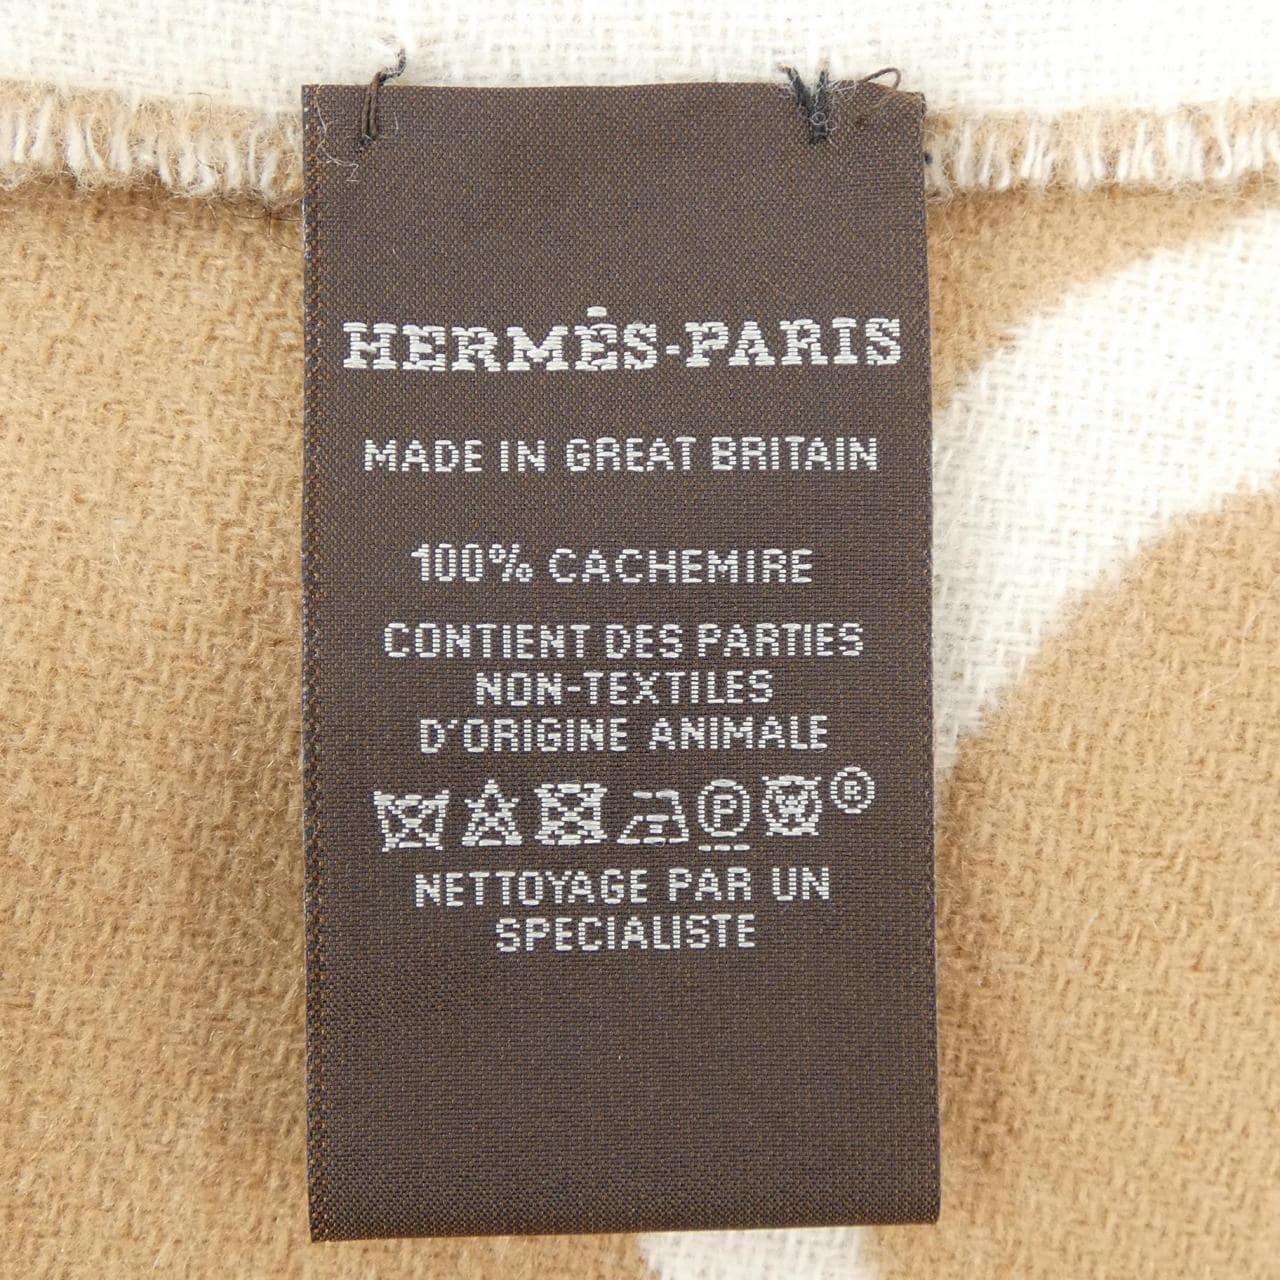 HERMÈS-PARIS
MADE IN GREAT BRITAIN
100% CACHEMIRE
CONTIENT DES PARTIES
NON-TEXTILES
D'ORIGINE ANIMALE
P W ®
NETTOYAGE PAR UN
SPECIALISTE